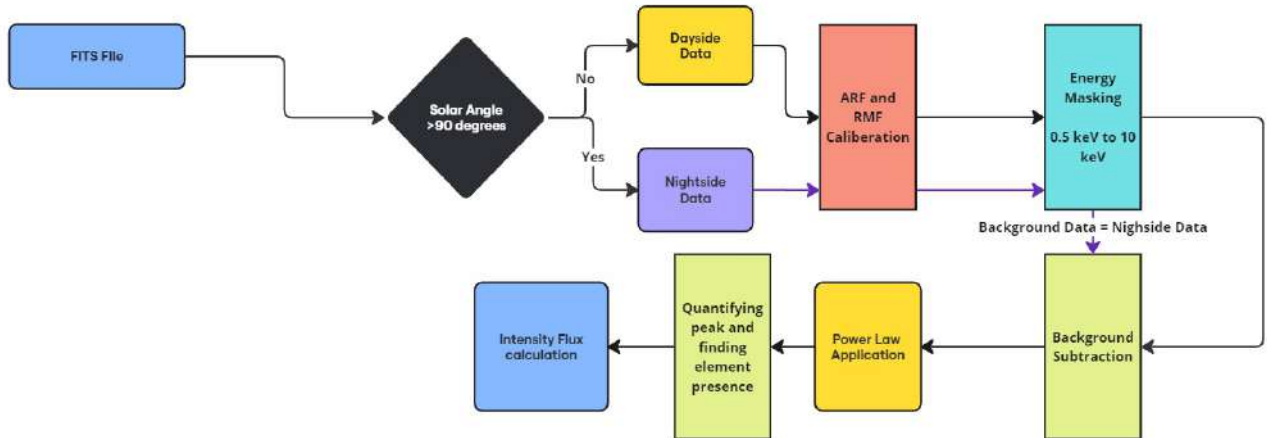 FITS File
Solar Angle
>90 degrees
No
Yes
Dayside
Data
Nightside
Data
ARF and
RMF
Caliberation
Energy
Masking
0.5 keV to 10
keV
Background Data = Nighside Data
Background
Subtraction
Power Law
Application
Quantifying
peak and
finding
element
presence
Intensity Flux
calculation